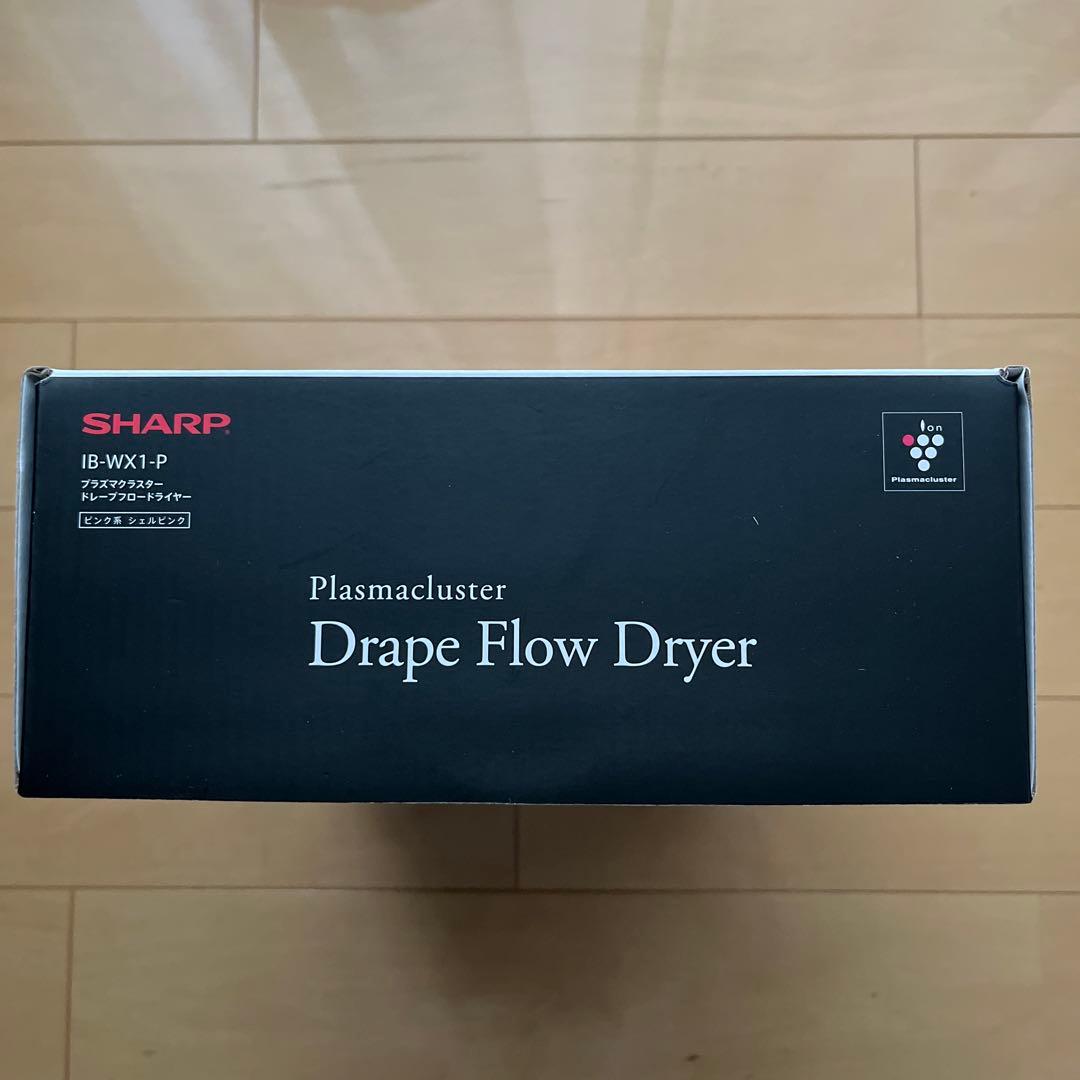 SHARP
IB-WX1-P
プラズマクラスター
ドレープフロードライヤー
ピンク系 シェルピンク
ion
Plasmacluster
Plasmacluster
Drape Flow Dryer